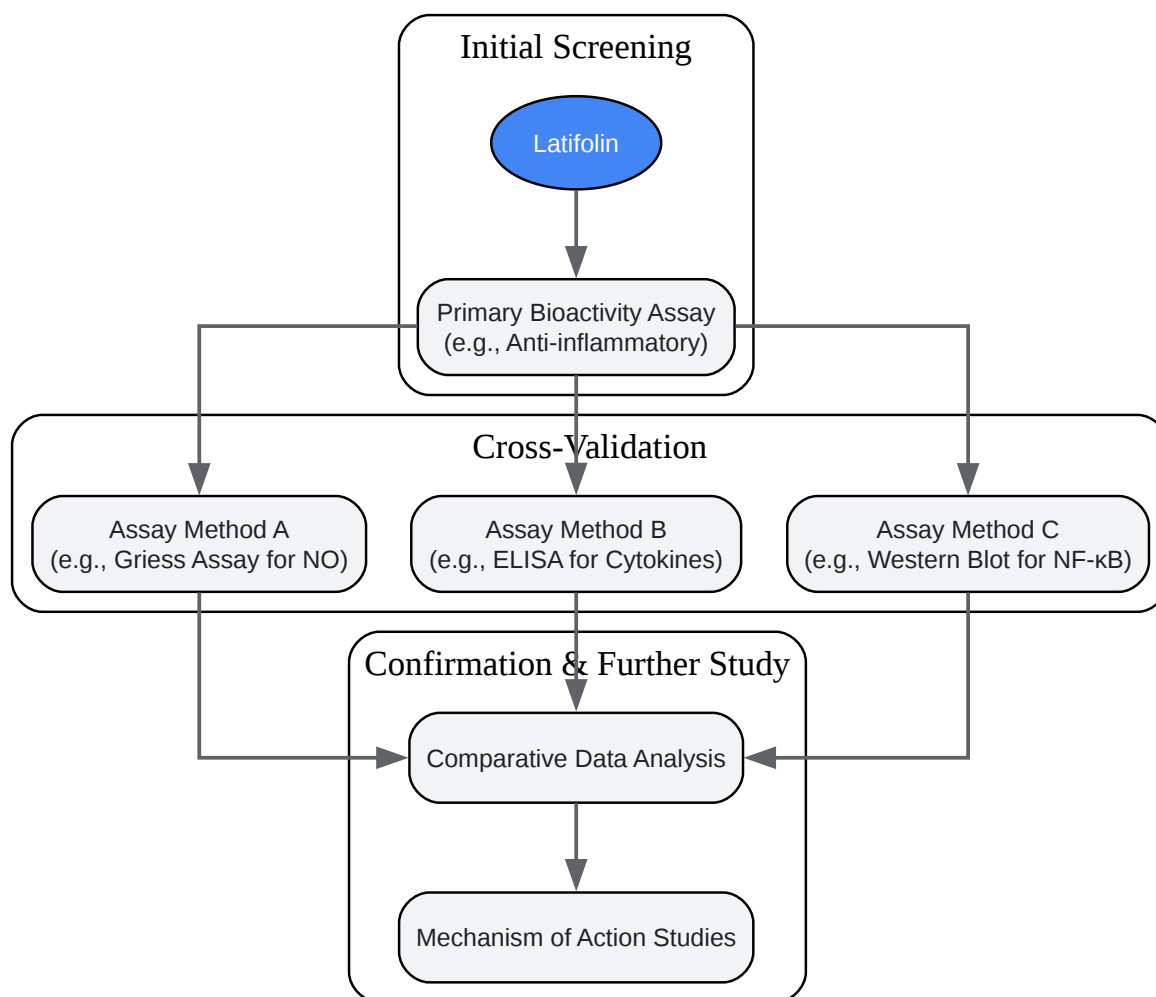 Initial Screening
Latifolin
Primary Bioactivity Assay
(e.g., Anti-inflammatory)
Cross-Validation
Assay Method A
(e.g., Griess Assay for NO)
Assay Method B
(e.g., ELISA for Cytokines)
Assay Method C
(e.g., Western Blot for NF-κB)
Confirmation & Further Study
Comparative Data Analysis
Mechanism of Action Studies